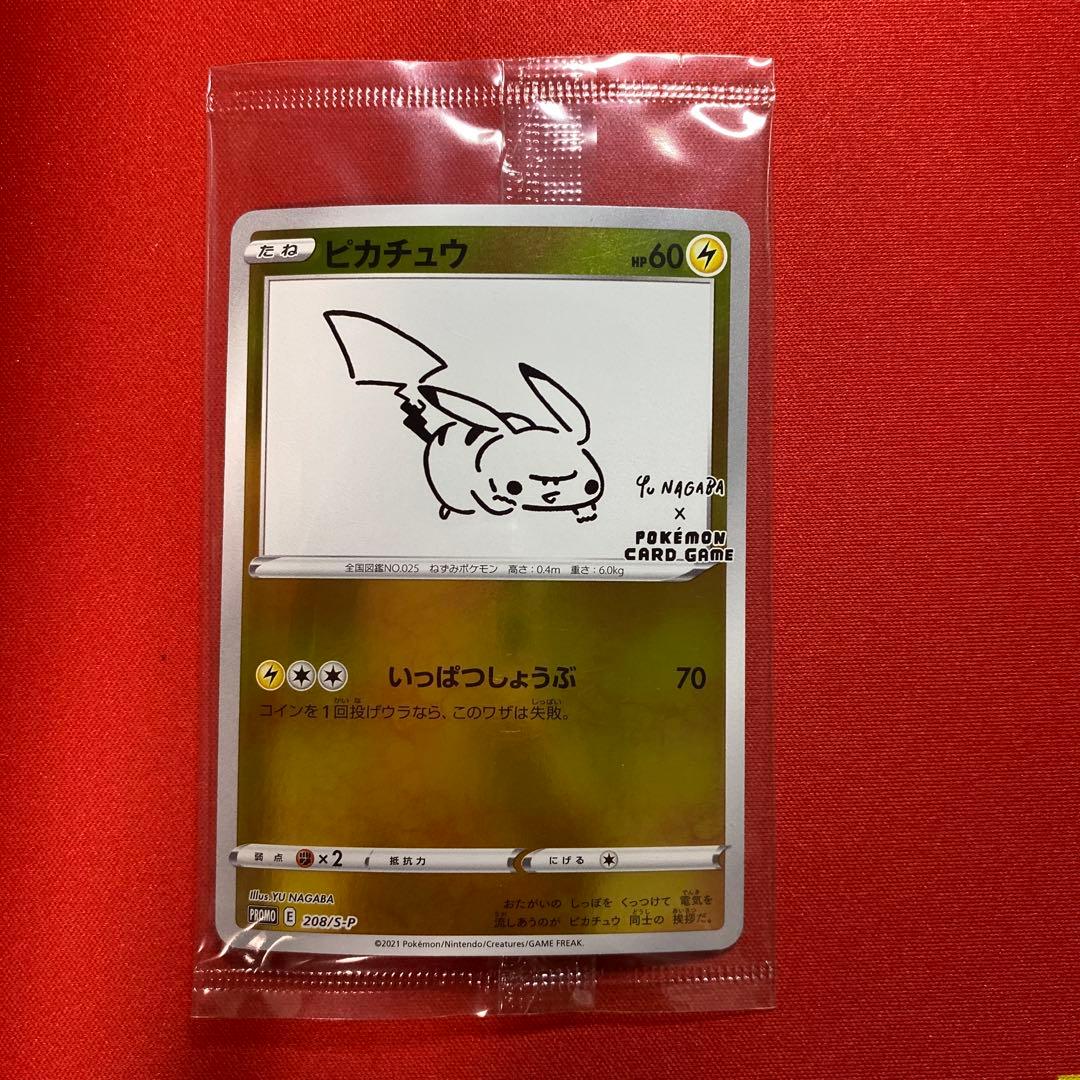 たね ピカチュウ HP60
YU NAGABA
X
POKÉMON
CARD GAME
全国図鑑NO.025 ねずみポケモン 高さ:0.4m 重さ:6.0kg
いっぱつしょうぶ 70
コインを1回投げウラなら、このワザは失敗。
弱点 ×2 抵抗力 にげる
Illus.YU NAGABA
PROMO E 208/S-P
おたがいの しっぽを くっつけて 電気を
流しあうのが ピカチュウ 同士の 挨拶だ。
©2021 Pokémon/Nintendo/Creatures/GAME FREAK.